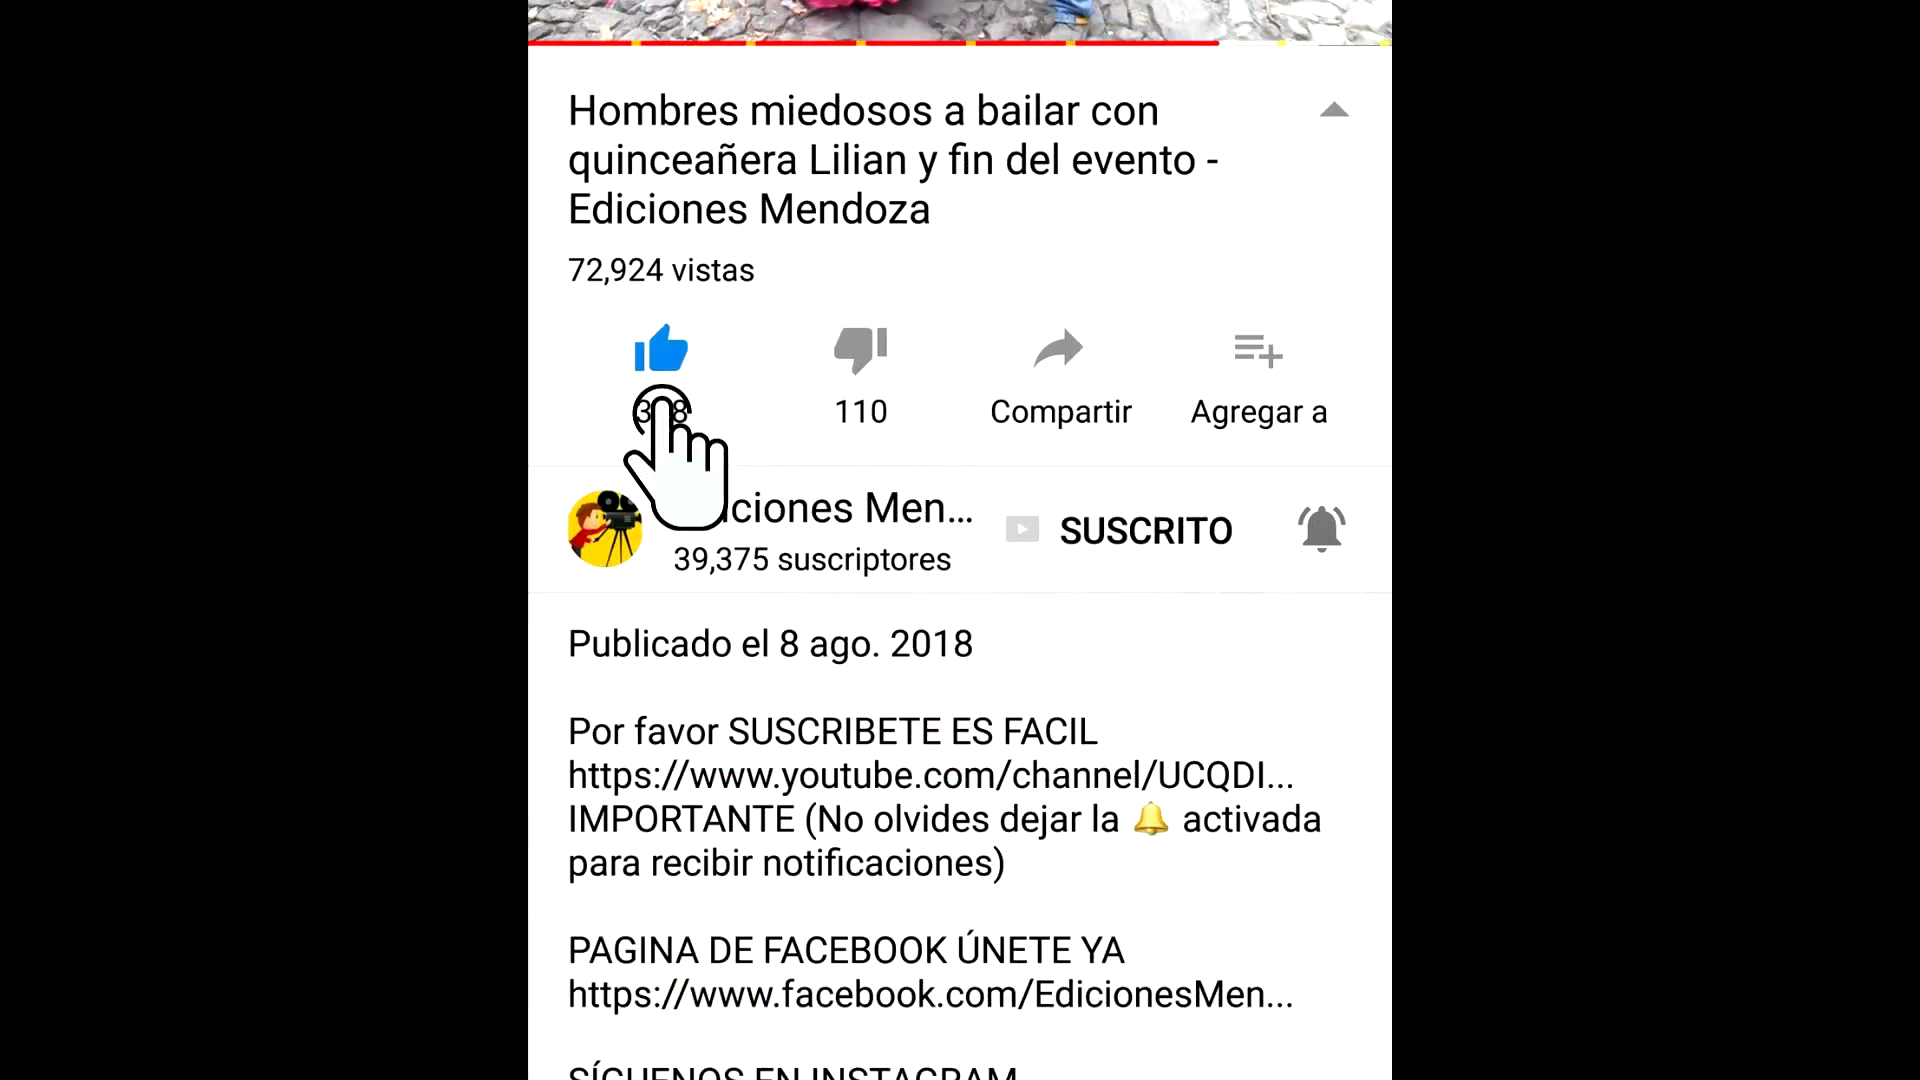 Hombres miedosos a bailar con
quinceañera Lilian y fin del evento -
Ediciones Mendoza
72,924 vistas
110
Compartir
Agregar a
ciones Men...
SUSCRITO
39,375 suscriptores
Publicado el 8 ago. 2018
Por favor SUSCRIBETE ES FACIL
https://www.youtube.com/channel/UCQDI...
IMPORTANTE (No olvides dejar la 🔔 activada
para recibir notificaciones)
PAGINA DE FACEBOOK ÚNETE YA
https://www.facebook.com/EdicionesMen...
SÍGUENOS EN INSTAGRAM